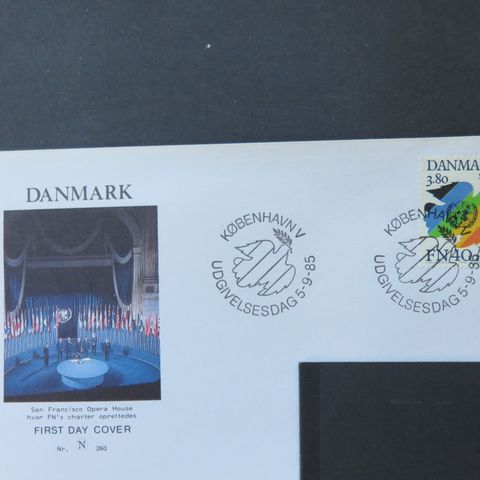 DANMARK
San Francisco Opera House
hvor FN's charter oprettedes
FIRST DAY COVER
Nr. N 260
KØBENHAVN V
UDGIVELSESDAG 5-9-85
DANMA
3.80
FN 40
KØBENHAVN V
UDGIVELSESDAG 5-9-8